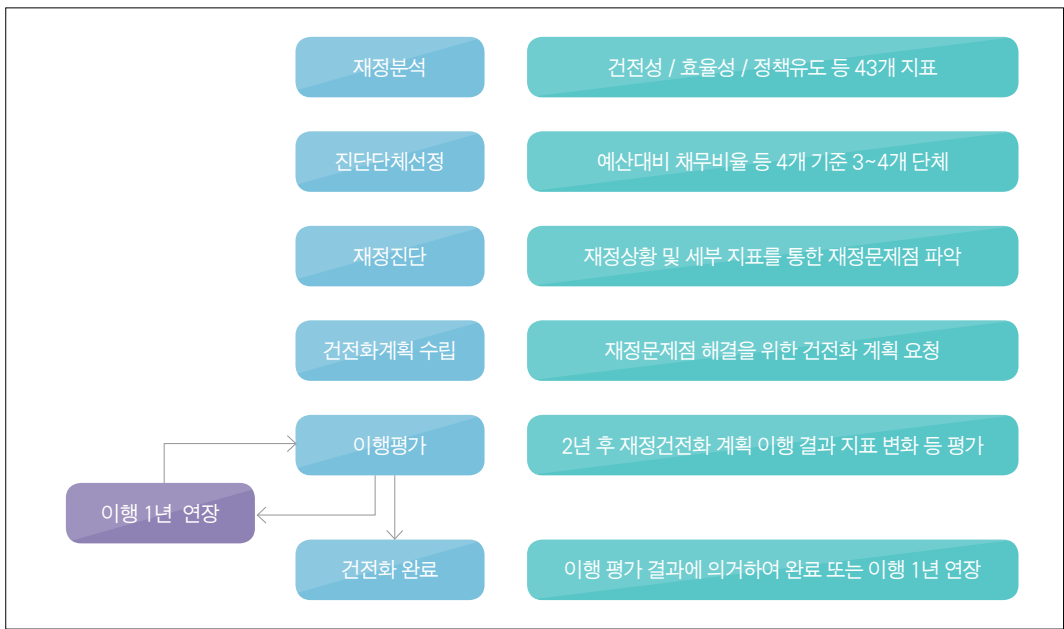 재정분석
건전성 / 효율성 / 정책유도 등 43개 지표
진단단체선정
예산대비 채무비율 등 4개 기준 3~4개 단체
재정진단
재정상황 및 세부 지표를 통한 재정문제점 파악
건전화계획 수립
재정문제점 해결을 위한 건전화 계획 요청
이행평가
2년 후 재정건전화 계획 이행 결과 지표 변화 등 평가
이행 1년 연장
건전화 완료
이행 평가 결과에 의거하여 완료 또는 이행 1년 연장